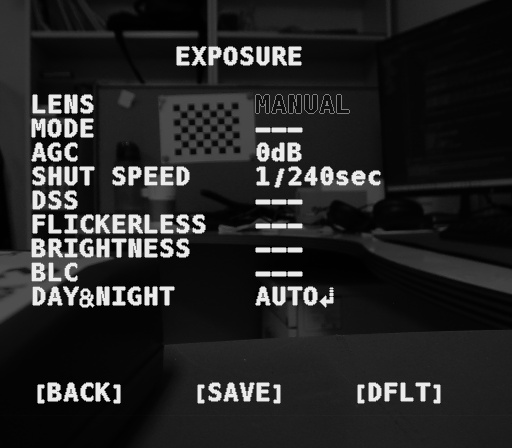 EXPOSURE
LENS MANUAL
MODE ---
AGC 0dB
SHUT SPEED 1/240sec
DSS ---
FLICKERLESS ---
BRIGHTNESS ---
BLC ---
DAY&NIGHT AUTO↲
[BACK] [SAVE] [DFLT]